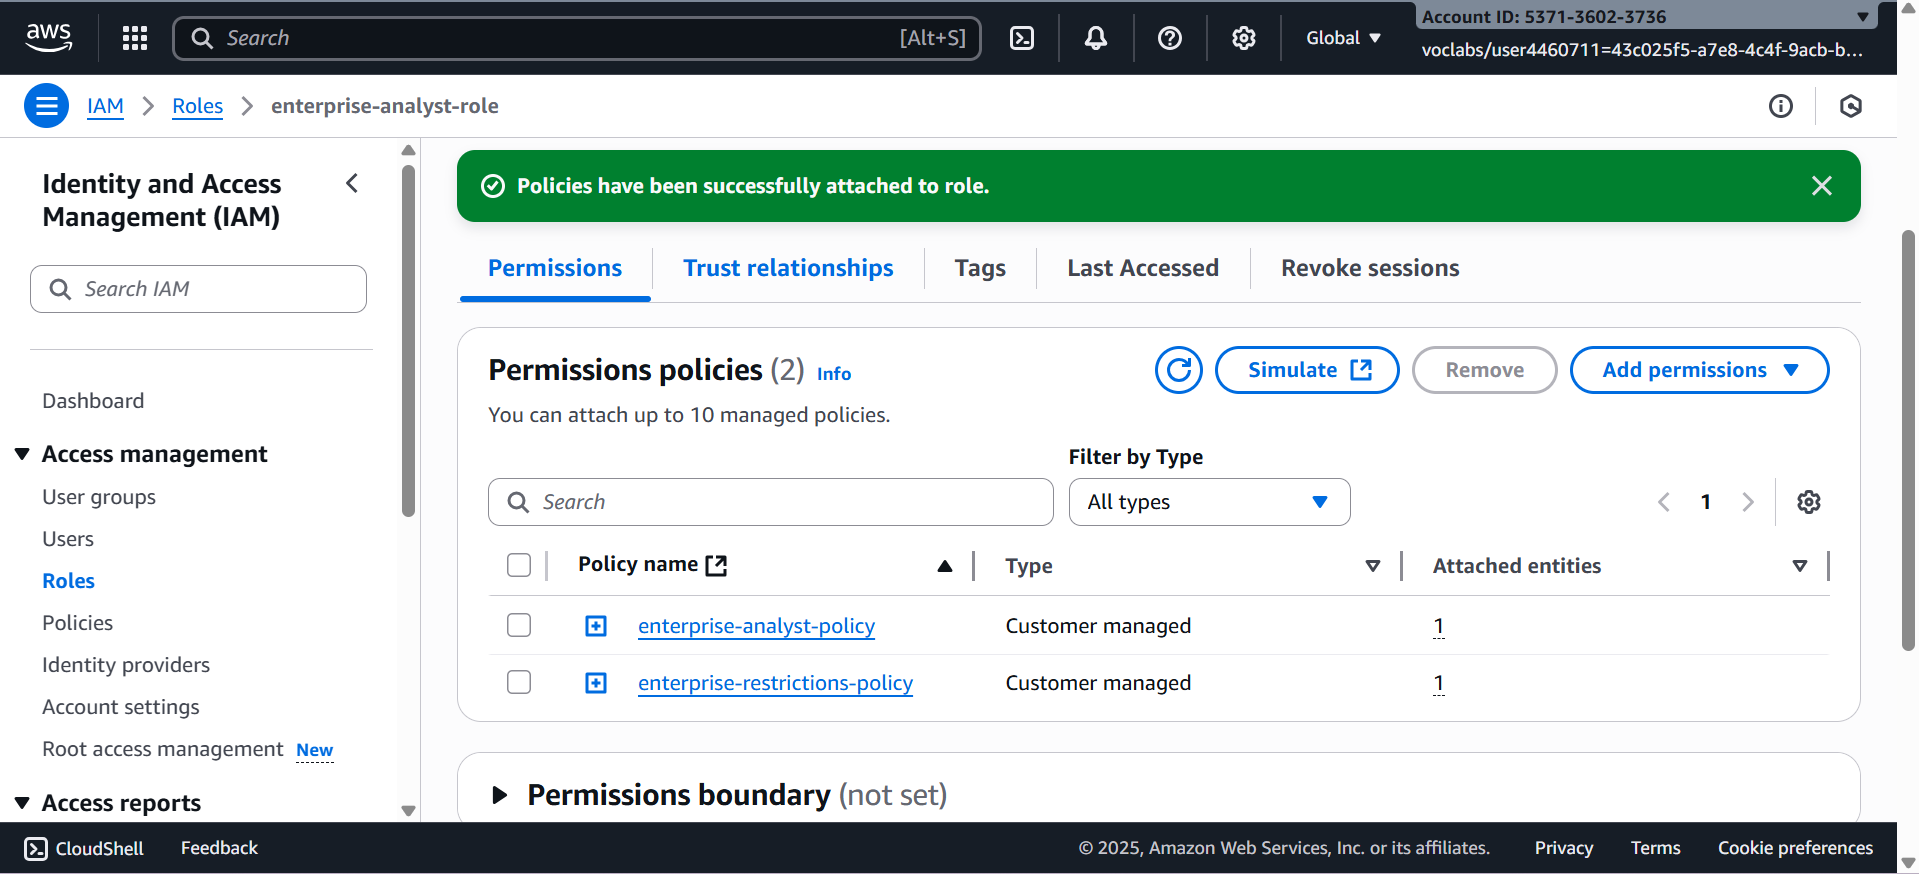 aws
Search
[Alt+S]
Global
Account ID: 5371-3602-3736
voclabs/user4460711=43c025f5-a7e8-4c4f-9acb-b...
IAM
Roles
enterprise-analyst-role
Identity and Access
Management (IAM)
Search IAM
Dashboard
Access management
User groups
Users
Roles
Policies
Identity providers
Account settings
Root access management New
Access reports
Policies have been successfully attached to role.
Permissions
Trust relationships
Tags
Last Accessed
Revoke sessions
Permissions policies (2) Info
Simulate
Remove
Add permissions
You can attach up to 10 managed policies.
Filter by Type
Search
All types
1
Policy name
Type
Attached entities
enterprise-analyst-policy
Customer managed
1
enterprise-restrictions-policy
Customer managed
1
Permissions boundary (not set)
CloudShell
Feedback
© 2025, Amazon Web Services, Inc. or its affiliates.
Privacy
Terms
Cookie preferences